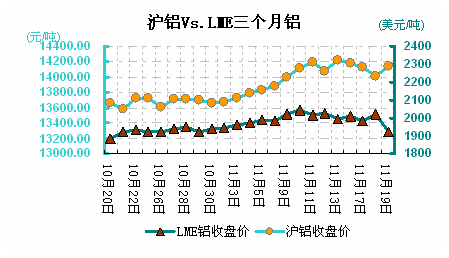 沪铝Vs.LME三个月铝
(元/吨)
(美元/吨)
14400.00
14200.00
14000.00
13800.00
13600.00
13400.00
13200.00
13000.00
2400
2300
2200
2100
2000
1900
1800
10月20日
10月22日
10月26日
10月28日
10月30日
11月3日
11月5日
11月9日
11月11日
11月13日
11月17日
11月19日
LME铝收盘价
沪铝收盘价